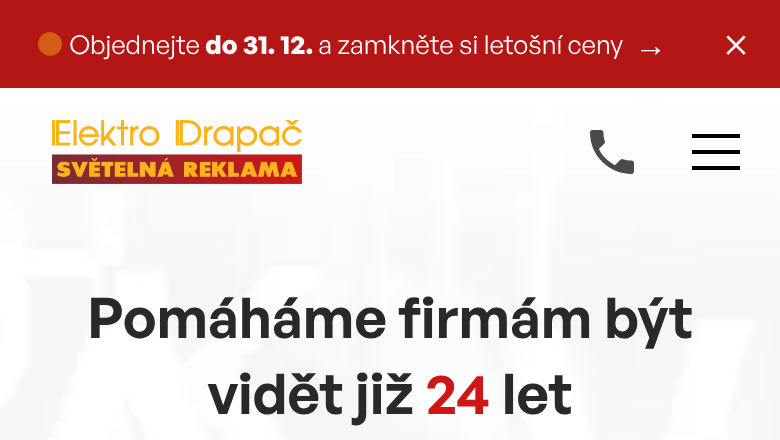 Objednejte do 31. 12. a zamkněte si letošní ceny →
Elektro Drapač
SVĚTELNÁ REKLAMA
Pomáháme firmám být
vidět již 24 let